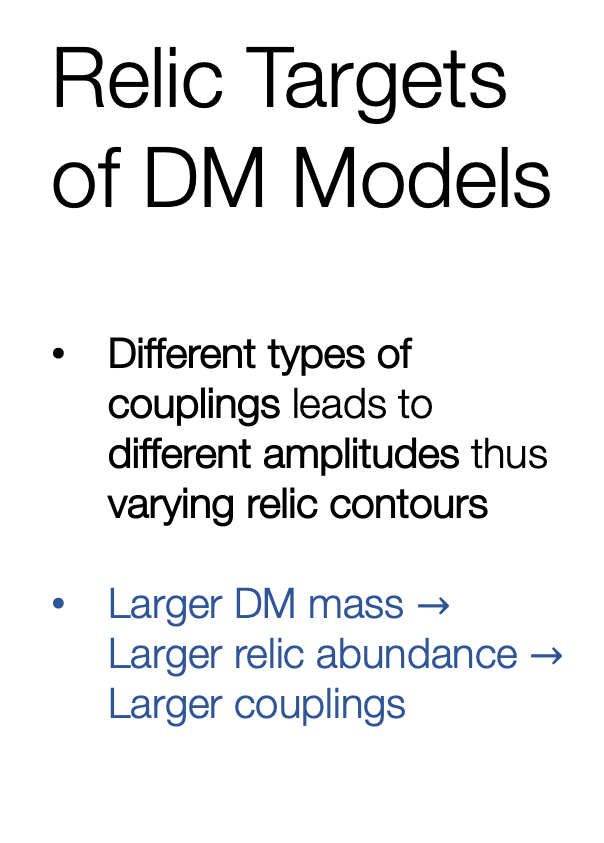 Relic Targets
of DM Models
• Different types of
couplings leads to
different amplitudes thus
varying relic contours
• Larger DM mass →
Larger relic abundance →
Larger couplings